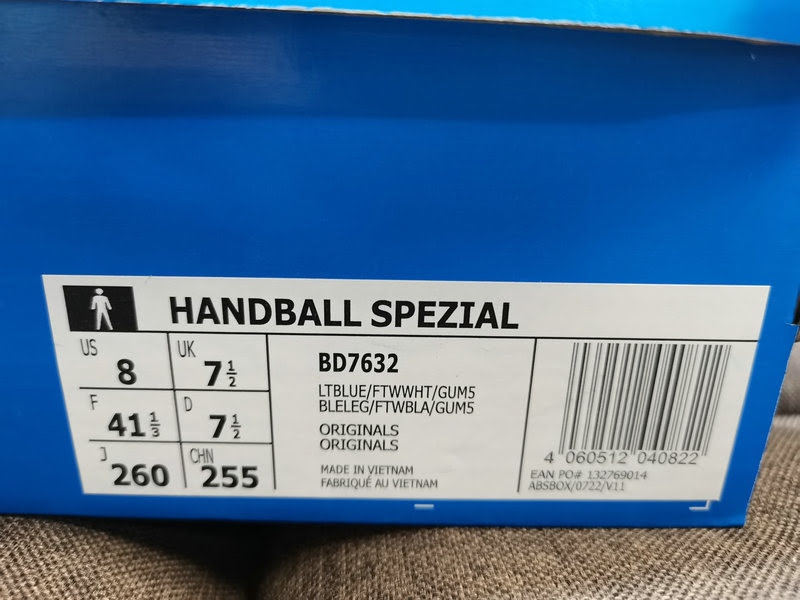 HANDBALL SPEZIAL
US 8 UK 7 1/2
F 41 1/3 D 7 1/2
J 260 CHN 255
BD7632
LTBLUE/FTWWHT/GUM5
BLELEG/FTWBLA/GUM5
ORIGINALS
ORIGINALS
MADE IN VIETNAM
FABRIQUÉ AU VIETNAM
4 060512 040822
EAN PO# 132769014
ABSBOX/0722/V11